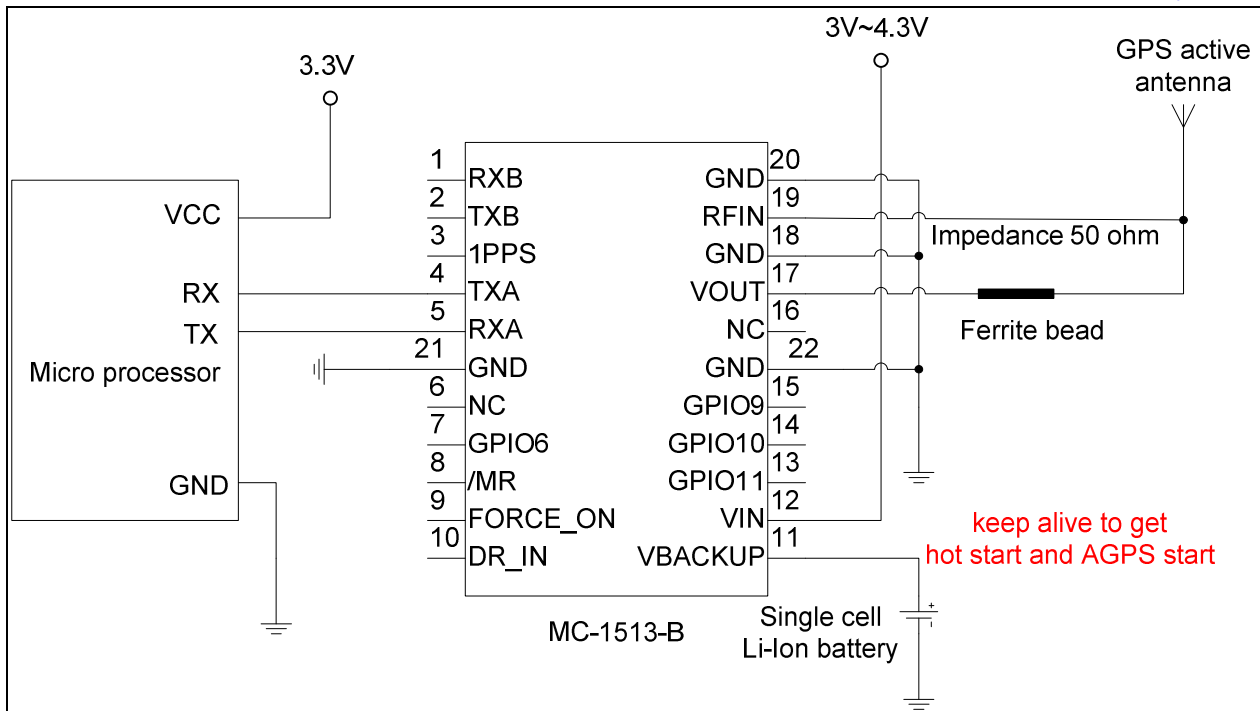 3V~4.3V
GPS active
antenna
3.3V
VCC
RX
TX
Micro processor
GND
1
RXB
2
TXB
3
1PPS
4
TXA
5
RXA
21
GND
6
NC
7
GPIO6
8
/MR
9
FORCE_ON
10
DR_IN
20
GND
19
RFIN
18
GND
17
VOUT
16
NC
22
GND
15
GPIO9
14
GPIO10
13
GPIO11
12
VIN
11
VBACKUP
MC-1513-B
Impedance 50 ohm
Ferrite bead
keep alive to get
hot start and AGPS start
Single cell
Li-Ion battery
+
-